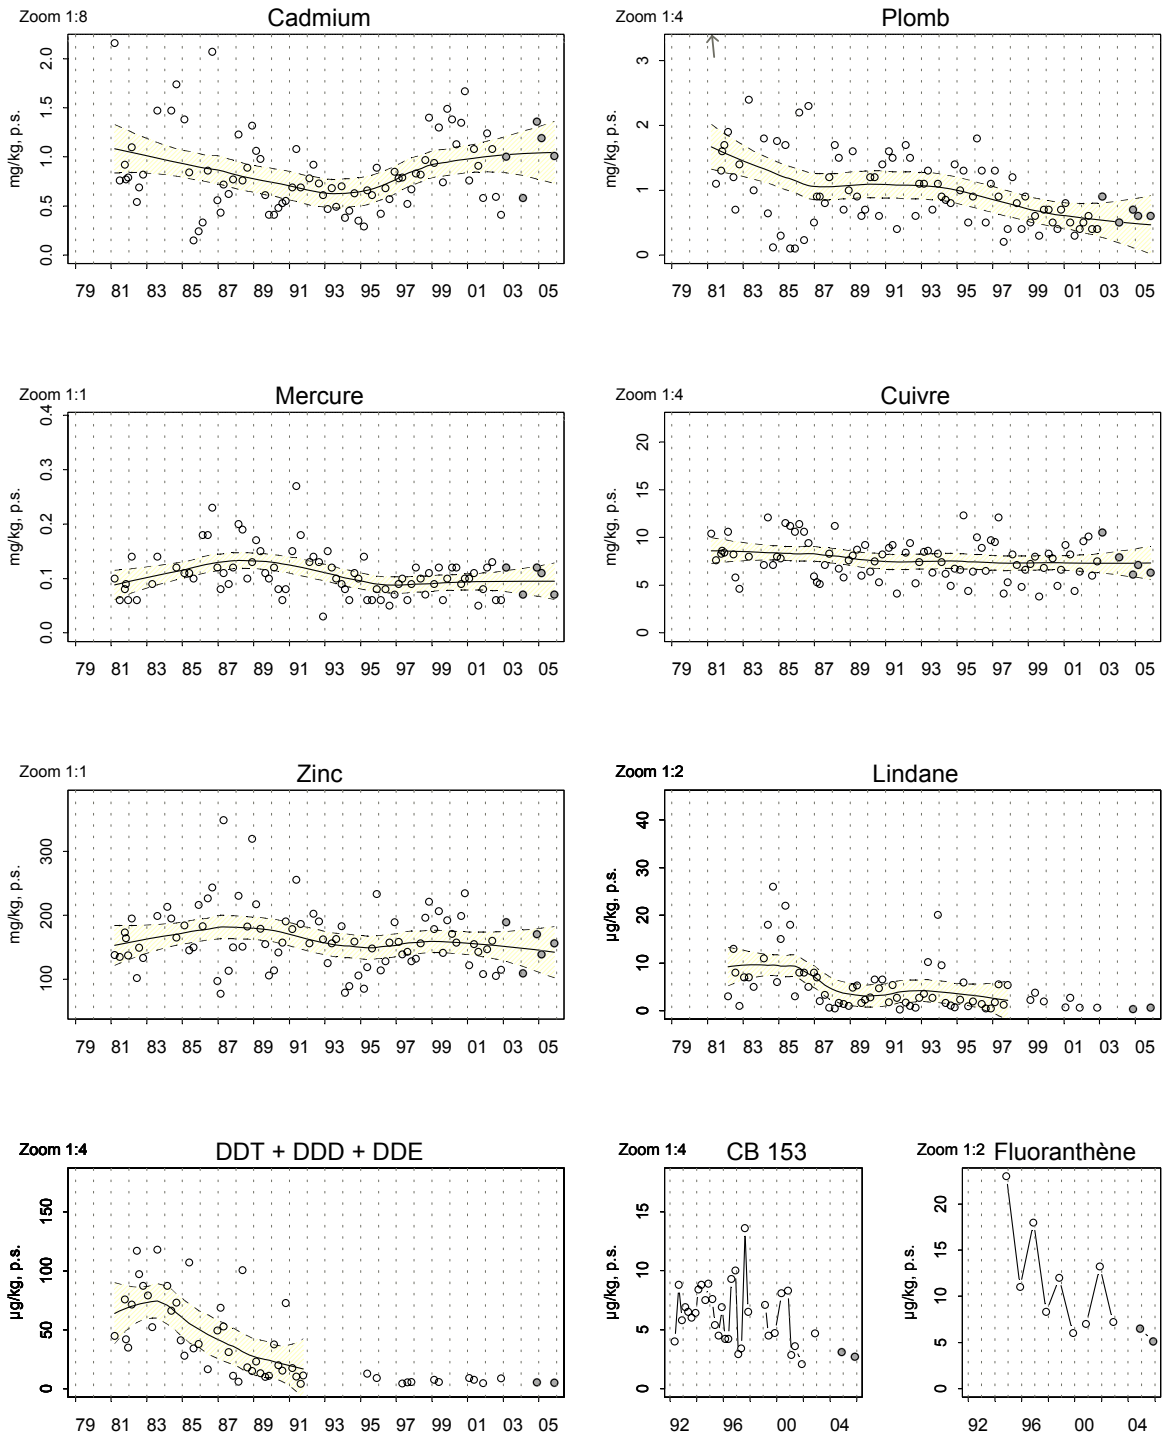 Zoom 1:8 Cadmium
2.0
1.5
1.0
0.5
0.0
mg/kg, p.s.
79 81 83 85 87 89 91 93 95 97 99 01 03 05
Zoom 1:4 Plomb
3
2
1
0
mg/kg, p.s.
79 81 83 85 87 89 91 93 95 97 99 01 03 05
Zoom 1:1 Mercure
0.4
0.3
0.2
0.1
0.0
mg/kg, p.s.
79 81 83 85 87 89 91 93 95 97 99 01 03 05
Zoom 1:4 Cuivre
20
15
10
5
0
mg/kg, p.s.
79 81 83 85 87 89 91 93 95 97 99 01 03 05
Zoom 1:1 Zinc
300
200
100
mg/kg, p.s.
79 81 83 85 87 89 91 93 95 97 99 01 03 05
Zoom 1:2 Lindane
40
30
20
10
0
µg/kg, p.s.
79 81 83 85 87 89 91 93 95 97 99 01 03 05
Zoom 1:4 DDT + DDD + DDE
150
100
50
0
µg/kg, p.s.
79 81 83 85 87 89 91 93 95 97 99 01 03 05
Zoom 1:4 CB 153
15
10
5
0
µg/kg, p.s.
92 96 00 04
Zoom 1:2 Fluoranthène
20
15
10
5
0
µg/kg, p.s.
92 96 00 04